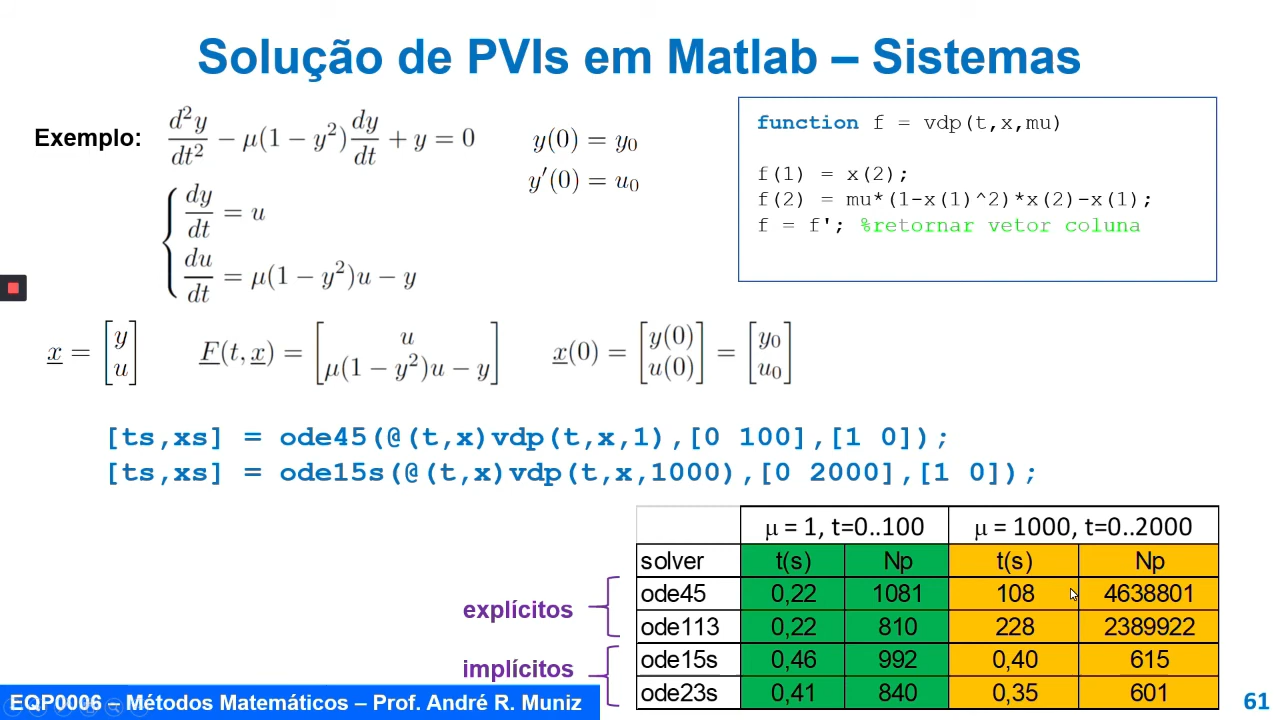 Solução de PVIs em Matlab – Sistemas
Exemplo:
d²y/dt² − μ(1 − y²)dy/dt + y = 0
y(0) = y₀
y′(0) = u₀
dy/dt = u
du/dt = μ(1 − y²)u − y
function f = vdp(t,x,mu)
f(1) = x(2);
f(2) = mu*(1-x(1)^2)*x(2)-x(1);
f = f'; %retornar vetor coluna
x = [y u]
F(t, x) = [u μ(1 − y²)u − y]
x(0) = [y(0) u(0)] = [y₀ u₀]
[ts,xs] = ode45(@(t,x)vdp(t,x,1),[0 100],[1 0]);
[ts,xs] = ode15s(@(t,x)vdp(t,x,1000),[0 2000],[1 0]);
μ = 1, t=0..100 μ = 1000, t=0..2000
solver t(s) Np t(s) Np
ode45 0,22 1081 108 4638801
explícitos
ode113 0,22 810 228 2389922
ode15s 0,46 992 0,40 615
implícitos
ode23s 0,41 840 0,35 601
EQP0006 – Métodos Matemáticos – Prof. André R. Muniz
61